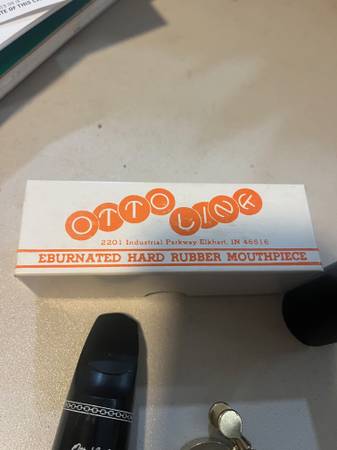 OTTO LINK
2201 Industrial Parkway Elkhart, IN 46516
EBURNATED HARD RUBBER MOUTHPIECE